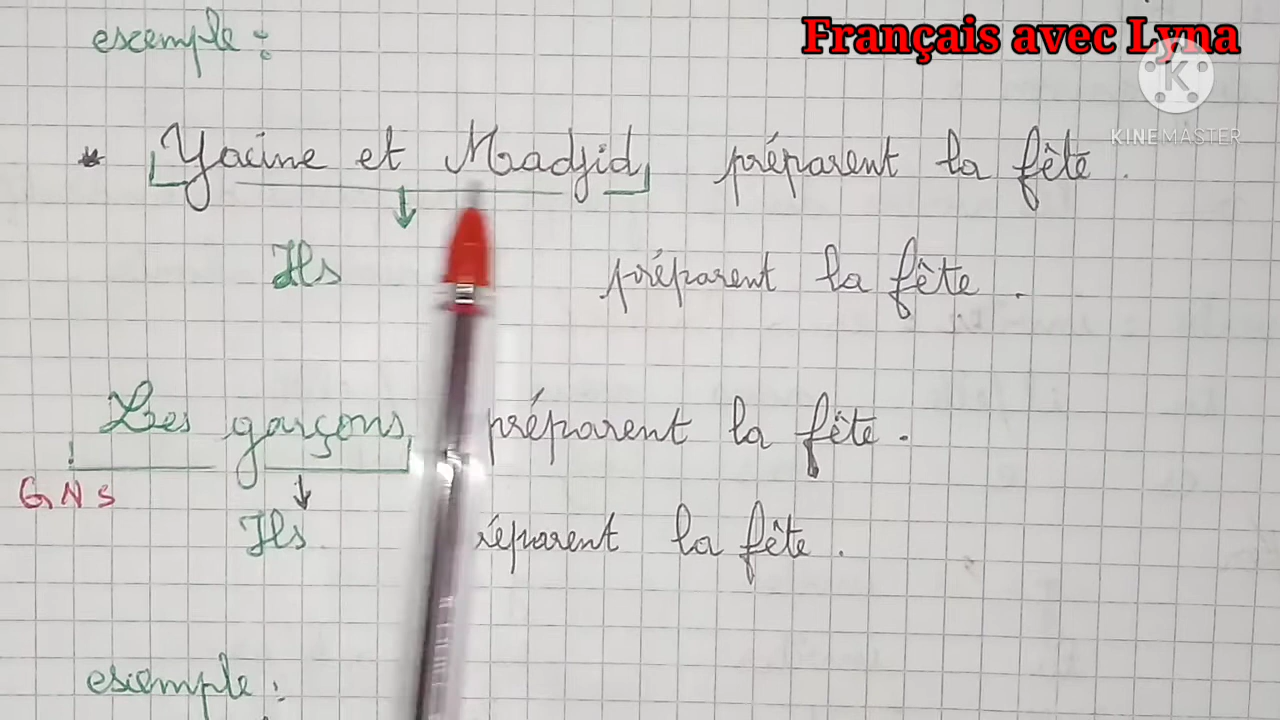 exemple :
Français avec Lyna
K
KINEMASTER
* Yacine et Madjid préparent la fête .
Ils préparent la fête .
Les garçons préparent la fête .
GNS
Ils réparent la fête .
exemple :